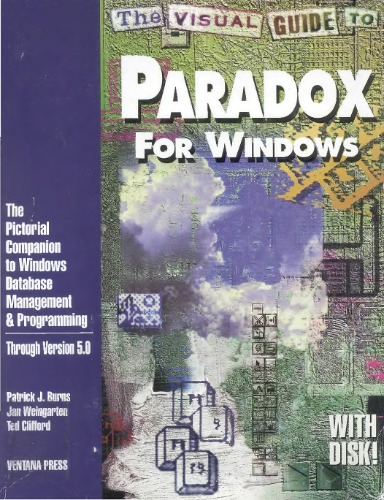 The VISUAL GUIDE TO
PARADOX
FOR WINDOWS
The
Pictorial
Companion
to Windows
Database
Management
& Programming
Through Version 5.0
Patrick J. Burns
Jan Weingarten
Ted Clifford
VENTANA PRESS
WITH
DISK!